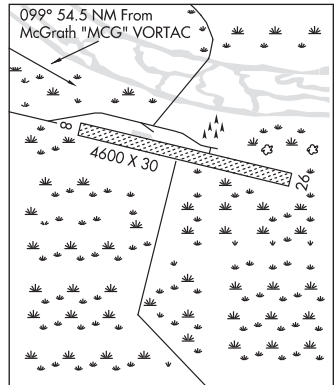 099° 54.5 NM From
McGrath "MCG" VORTAC
8
4600 X 30
26